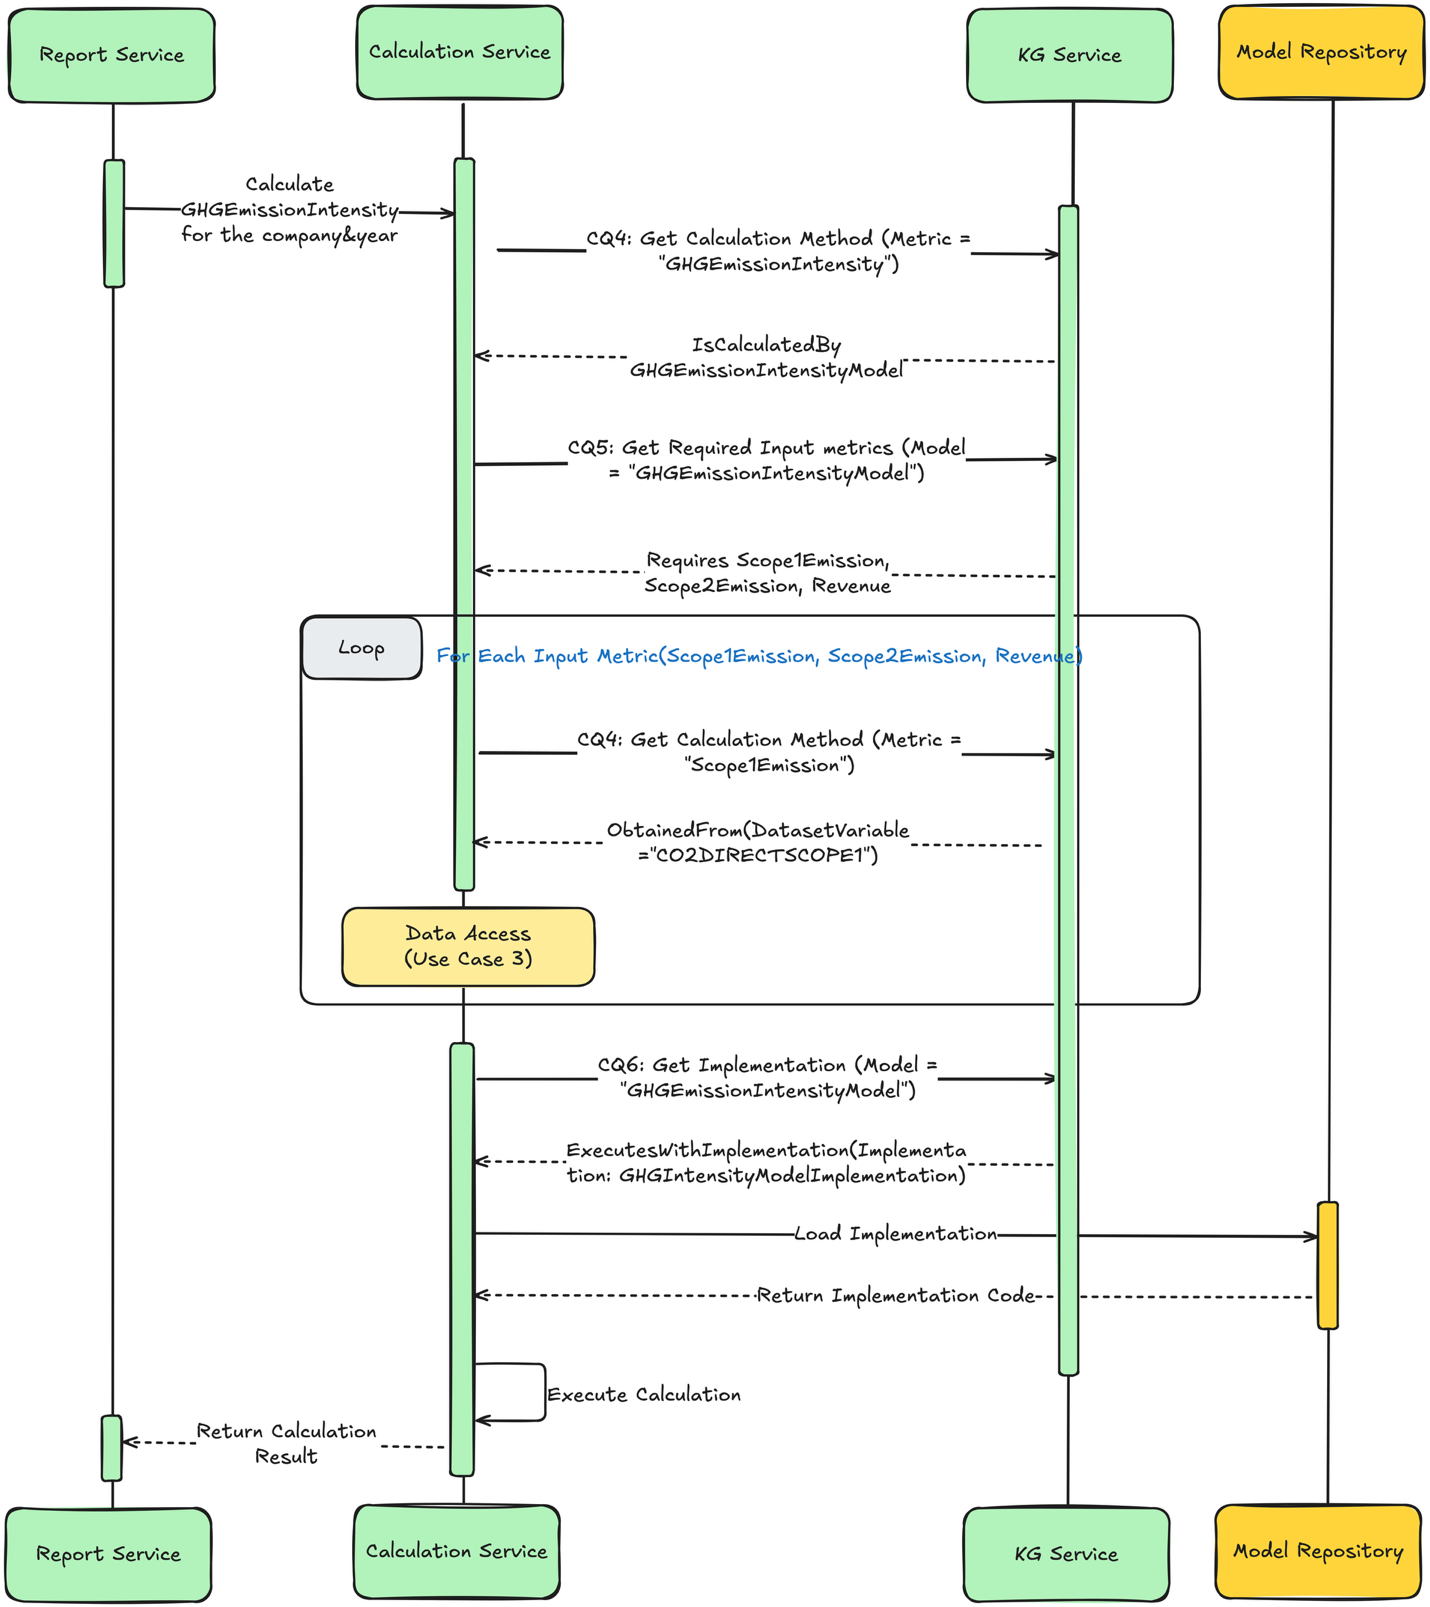 Report Service
Calculation Service
KG Service
Model Repository
Calculate
GHGEmissionIntensity
for the company&year
CQ4: Get Calculation Method (Metric =
"GHGEmissionIntensity")
IsCalculatedBy
GHGEmissionIntensityModel
CQ5: Get Required Input metrics (Model
= "GHGEmissionIntensityModel")
Requires Scope1Emission,
Scope2Emission, Revenue
Loop
For Each Input Metric(Scope1Emission, Scope2Emission, Revenue)
CQ4: Get Calculation Method (Metric =
"Scope1Emission")
ObtainedFrom(DatasetVariable
="CO2DIRECTSCOPE1")
Data Access
(Use Case 3)
CQ6: Get Implementation (Model =
"GHGEmissionIntensityModel")
ExecutesWithImplementation(Implementa
tion: GHGIntensityModelImplementation)
Load Implementation
Return Implementation Code
Execute Calculation
Return Calculation
Result
Report Service
Calculation Service
KG Service
Model Repository